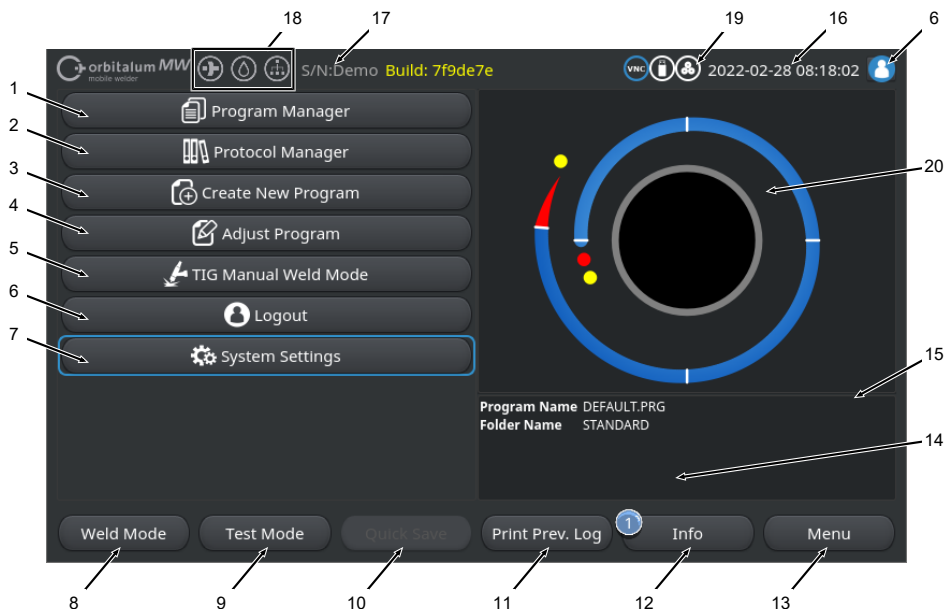 18 17 19 16 6
orbitalum MW S/N:Demo Build: 7f9de7e VNC 2022-02-28 08:18:02
mobile welder
1 Program Manager
2 Protocol Manager
3 Create New Program
20
4 Adjust Program
5 TIG Manual Weld Mode
6 Logout
7 System Settings
15
Program Name DEFAULT.PRG
Folder Name STANDARD
14
Weld Mode Test Mode Quick Save Print Prev. Log 1 Info Menu
8 9 10 11 12 13